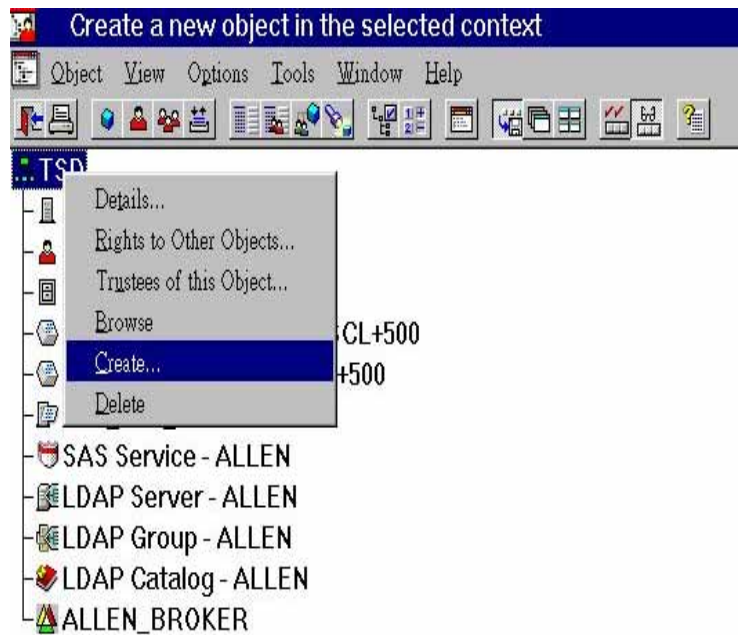 Create a new object in the selected context
Object View Options Tools Window Help
TSD
Details...
Rights to Other Objects...
Trustees of this Object...
Browse
CL+500
Create...
+500
Delete
SAS Service - ALLEN
LDAP Server - ALLEN
LDAP Group - ALLEN
LDAP Catalog - ALLEN
ALLEN_BROKER